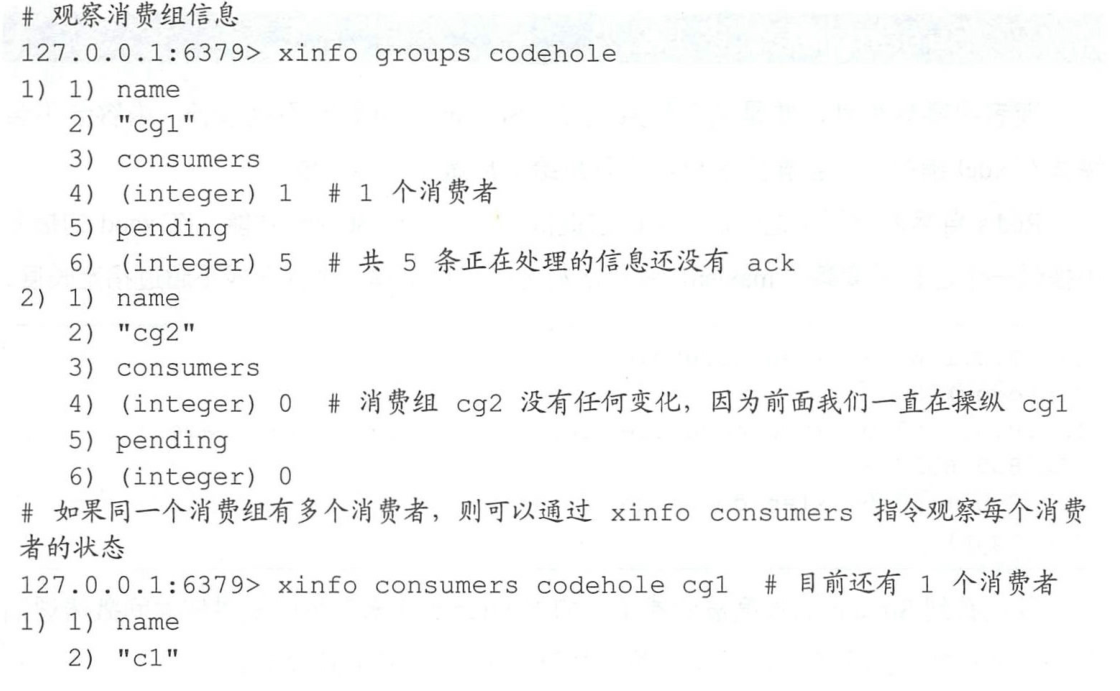 # 观察消费组信息
127.0.0.1:6379> xinfo groups codehole
1) 1) name
   2) "cg1"
   3) consumers
   4) (integer) 1  # 1 个消费者
   5) pending
   6) (integer) 5  # 共 5 条正在处理的信息还没有 ack
2) 1) name
   2) "cg2"
   3) consumers
   4) (integer) 0  # 消费组 cg2 没有任何变化，因为前面我们一直在操纵 cg1
   5) pending
   6) (integer) 0
# 如果同一个消费组有多个消费者，则可以通过 xinfo consumers 指令观察每个消费
者的状态
127.0.0.1:6379> xinfo consumers codehole cg1  # 目前还有 1 个消费者
1) 1) name
   2) "c1"